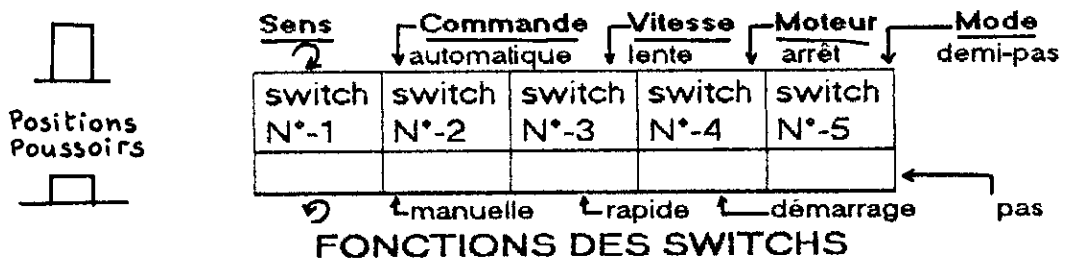 Sens Commande Vitesse Moteur Mode
automatique lente arrêt demi-pas
switch switch switch switch switch
N°-1 N°-2 N°-3 N°-4 N°-5
Positions
Poussoirs
manuelle rapide démarrage pas
FONCTIONS DES SWITCHS